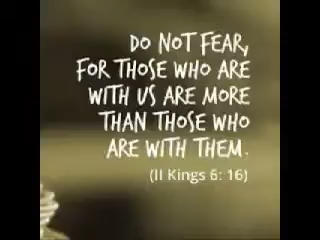 DO NOT FEAR,
FOR THOSE WHO ARE
WITH US ARE MORE
THAN THOSE WHO
ARE WITH THEM.
(II Kings 6: 16)